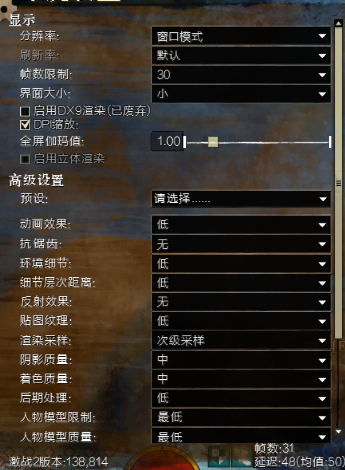 显示
分辨率: 窗口模式
刷新率: 默认
帧数限制: 30
界面大小: 小
启用DX9渲染(已废弃)
DPI缩放:
全屏伽玛值: 1.00
启用立体渲染
高级设置
预设: 请选择......
动画效果: 低
抗锯齿: 无
环境细节: 低
细节层次距离: 低
反射效果: 无
贴图纹理: 低
渲染采样: 次级采样
阴影质量: 中
着色质量: 中
后期处理: 低
人物模型限制: 最低
人物模型质量: 最低
帧数:31
激战2版本:138,814 延迟:48(均值:50)